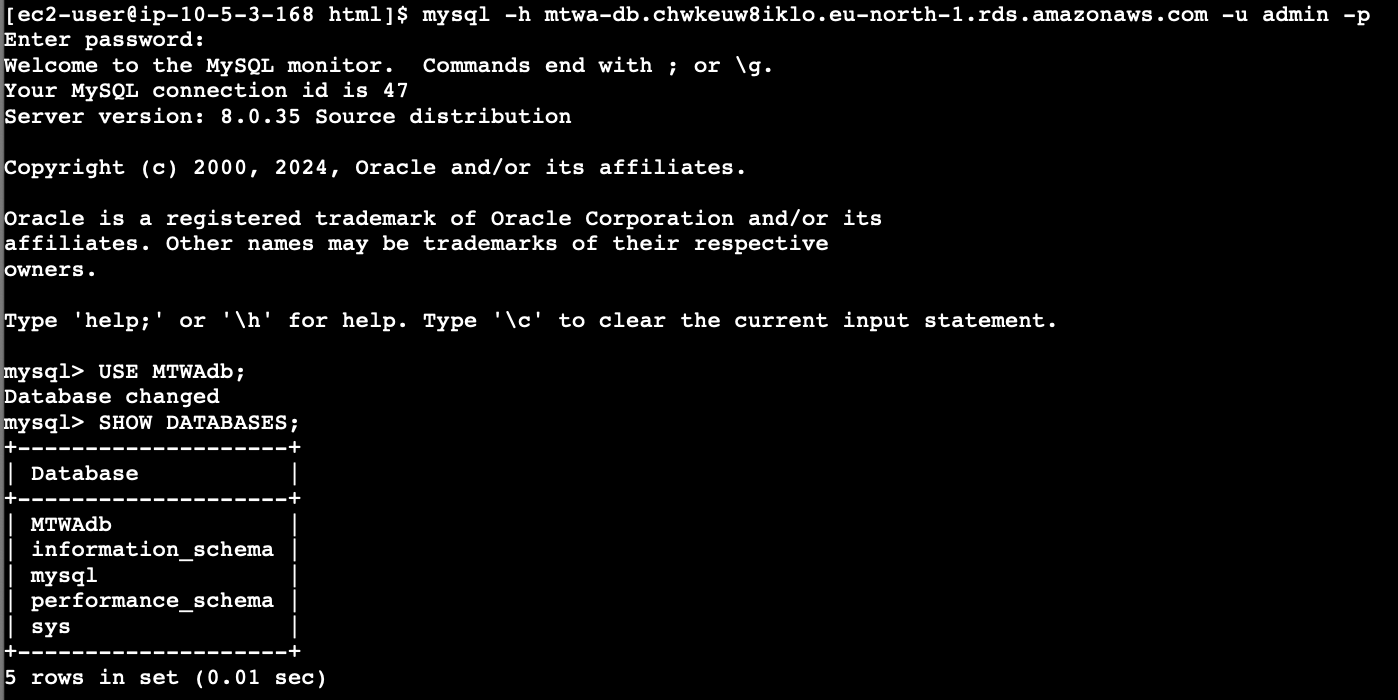 [ec2-user@ip-10-5-3-168 html]$ mysql -h mtwa-db.chwkeuw8iklo.eu-north-1.rds.amazonaws.com -u admin -p
Enter password:
Welcome to the MySQL monitor.  Commands end with ; or \g.
Your MySQL connection id is 47
Server version: 8.0.35 Source distribution

Copyright (c) 2000, 2024, Oracle and/or its affiliates.

Oracle is a registered trademark of Oracle Corporation and/or its
affiliates. Other names may be trademarks of their respective
owners.

Type 'help;' or '\h' for help. Type '\c' to clear the current input statement.

mysql> USE MTWAdb;
Database changed
mysql> SHOW DATABASES;
+--------------------+
| Database           |
+--------------------+
| MTWAdb             |
| information_schema |
| mysql              |
| performance_schema |
| sys                |
+--------------------+
5 rows in set (0.01 sec)